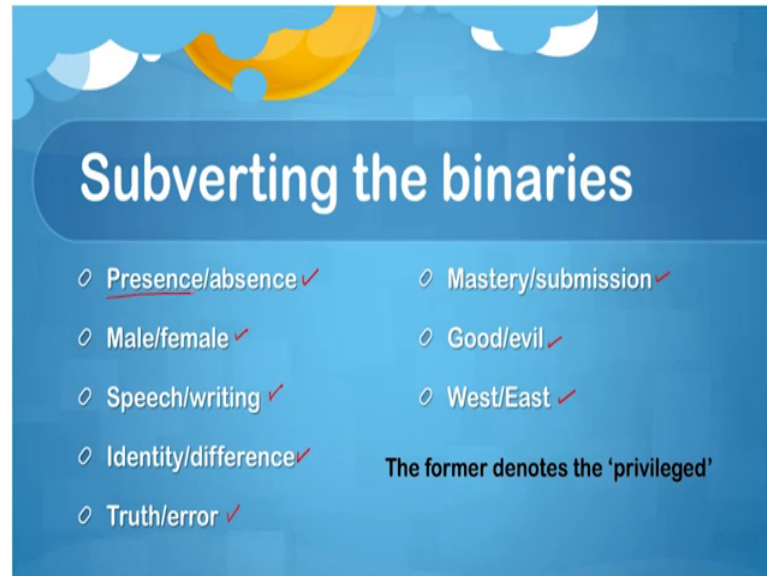 Subverting the binaries
Presence/absence
Male/female
Speech/writing
Identity/difference
Truth/error
Mastery/submission
Good/evil
West/East
The former denotes the ‘privileged’